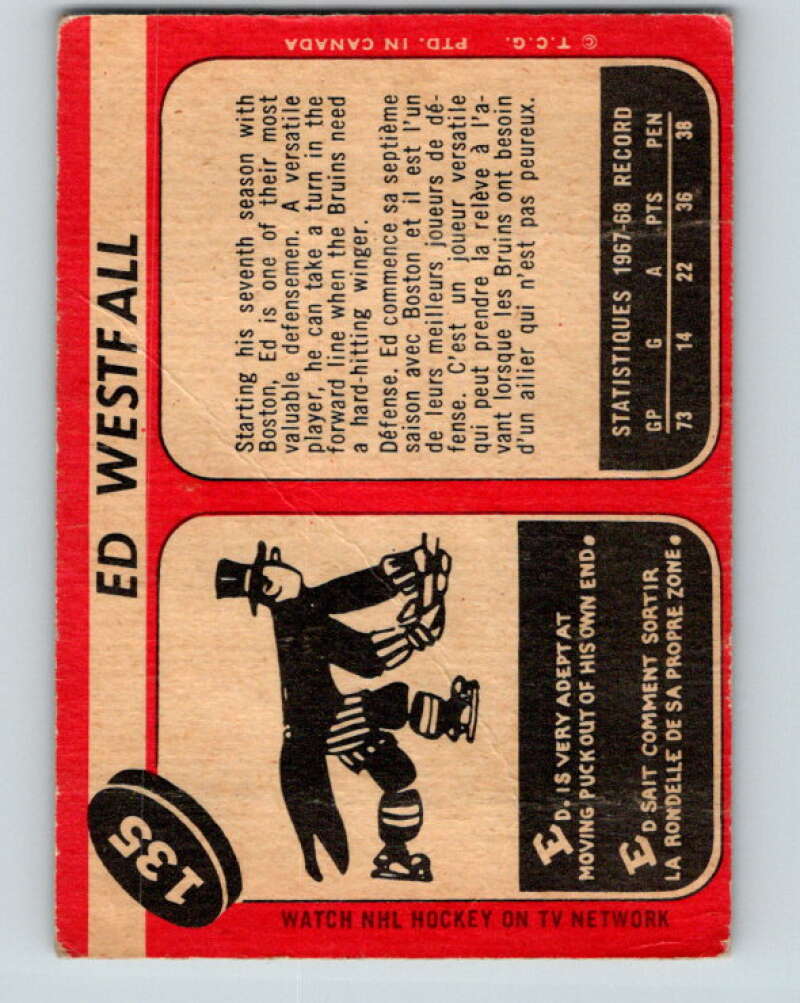 ED WESTFALL
135
WATCH NHL HOCKEY ON TV NETWORK
ED. IS VERY ADEPT AT
MOVING PUCK OUT OF HIS OWN END.
ED SAIT COMMENT SORTIR
LA RONDELLE DE SA PROPRE ZONE.
Starting his seventh season with
Boston, Ed is one of their most
valuable defensemen. A versatile
player, he can take a turn in the
forward line when the Bruins need
a hard-hitting winger.
Défense. Ed commence sa septième
saison avec Boston et il est l'un
de leurs meilleurs joueurs de dé-
fense. C'est un joueur versatile
qui peut prendre la relève à l'a-
vant lorsque les Bruins ont besoin
d'un ailier qui n'est pas peureux.
STATISTIQUES 1967-68 RECORD
GP G A PTS PEN
73 14 22 36 38
© T.C.G. PTD. IN CANADA